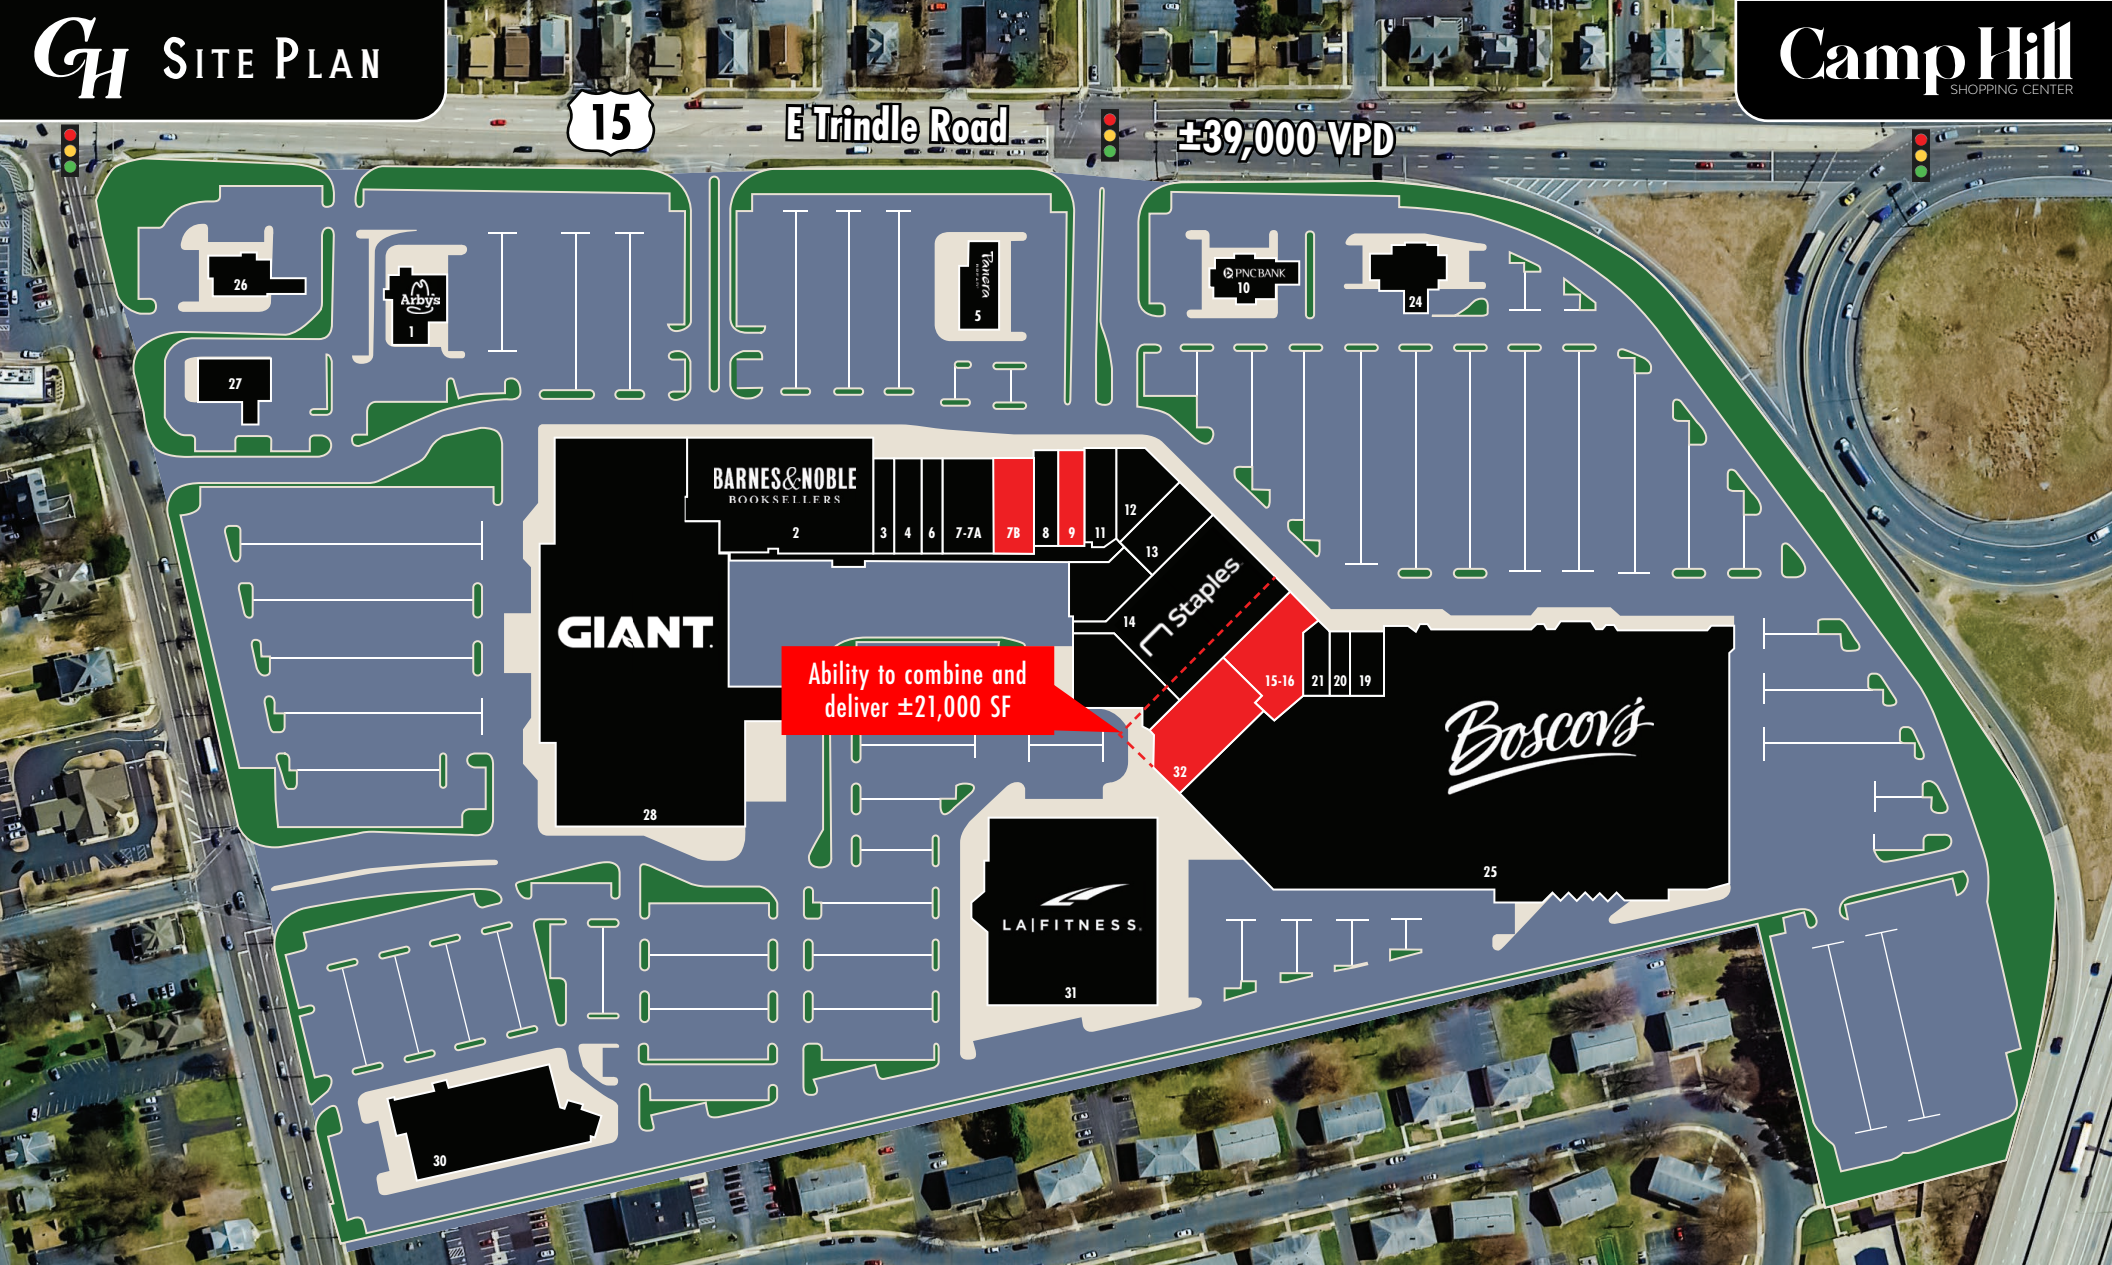 CH SITE PLAN
Camp Hill
SHOPPING CENTER
15
E Trindle Road
±39,000 VPD
26
Arby's
1
27
Panera
5
PNC BANK
10
24
BARNES & NOBLE
BOOKSELLERS
2
3
4
6
7-7A
7B
8
9
11
12
13
14
Staples
GIANT
28
Ability to combine and
deliver ±21,000 SF
15-16
21
20
19
32
Boscov's
25
LA|FITNESS.
31
30